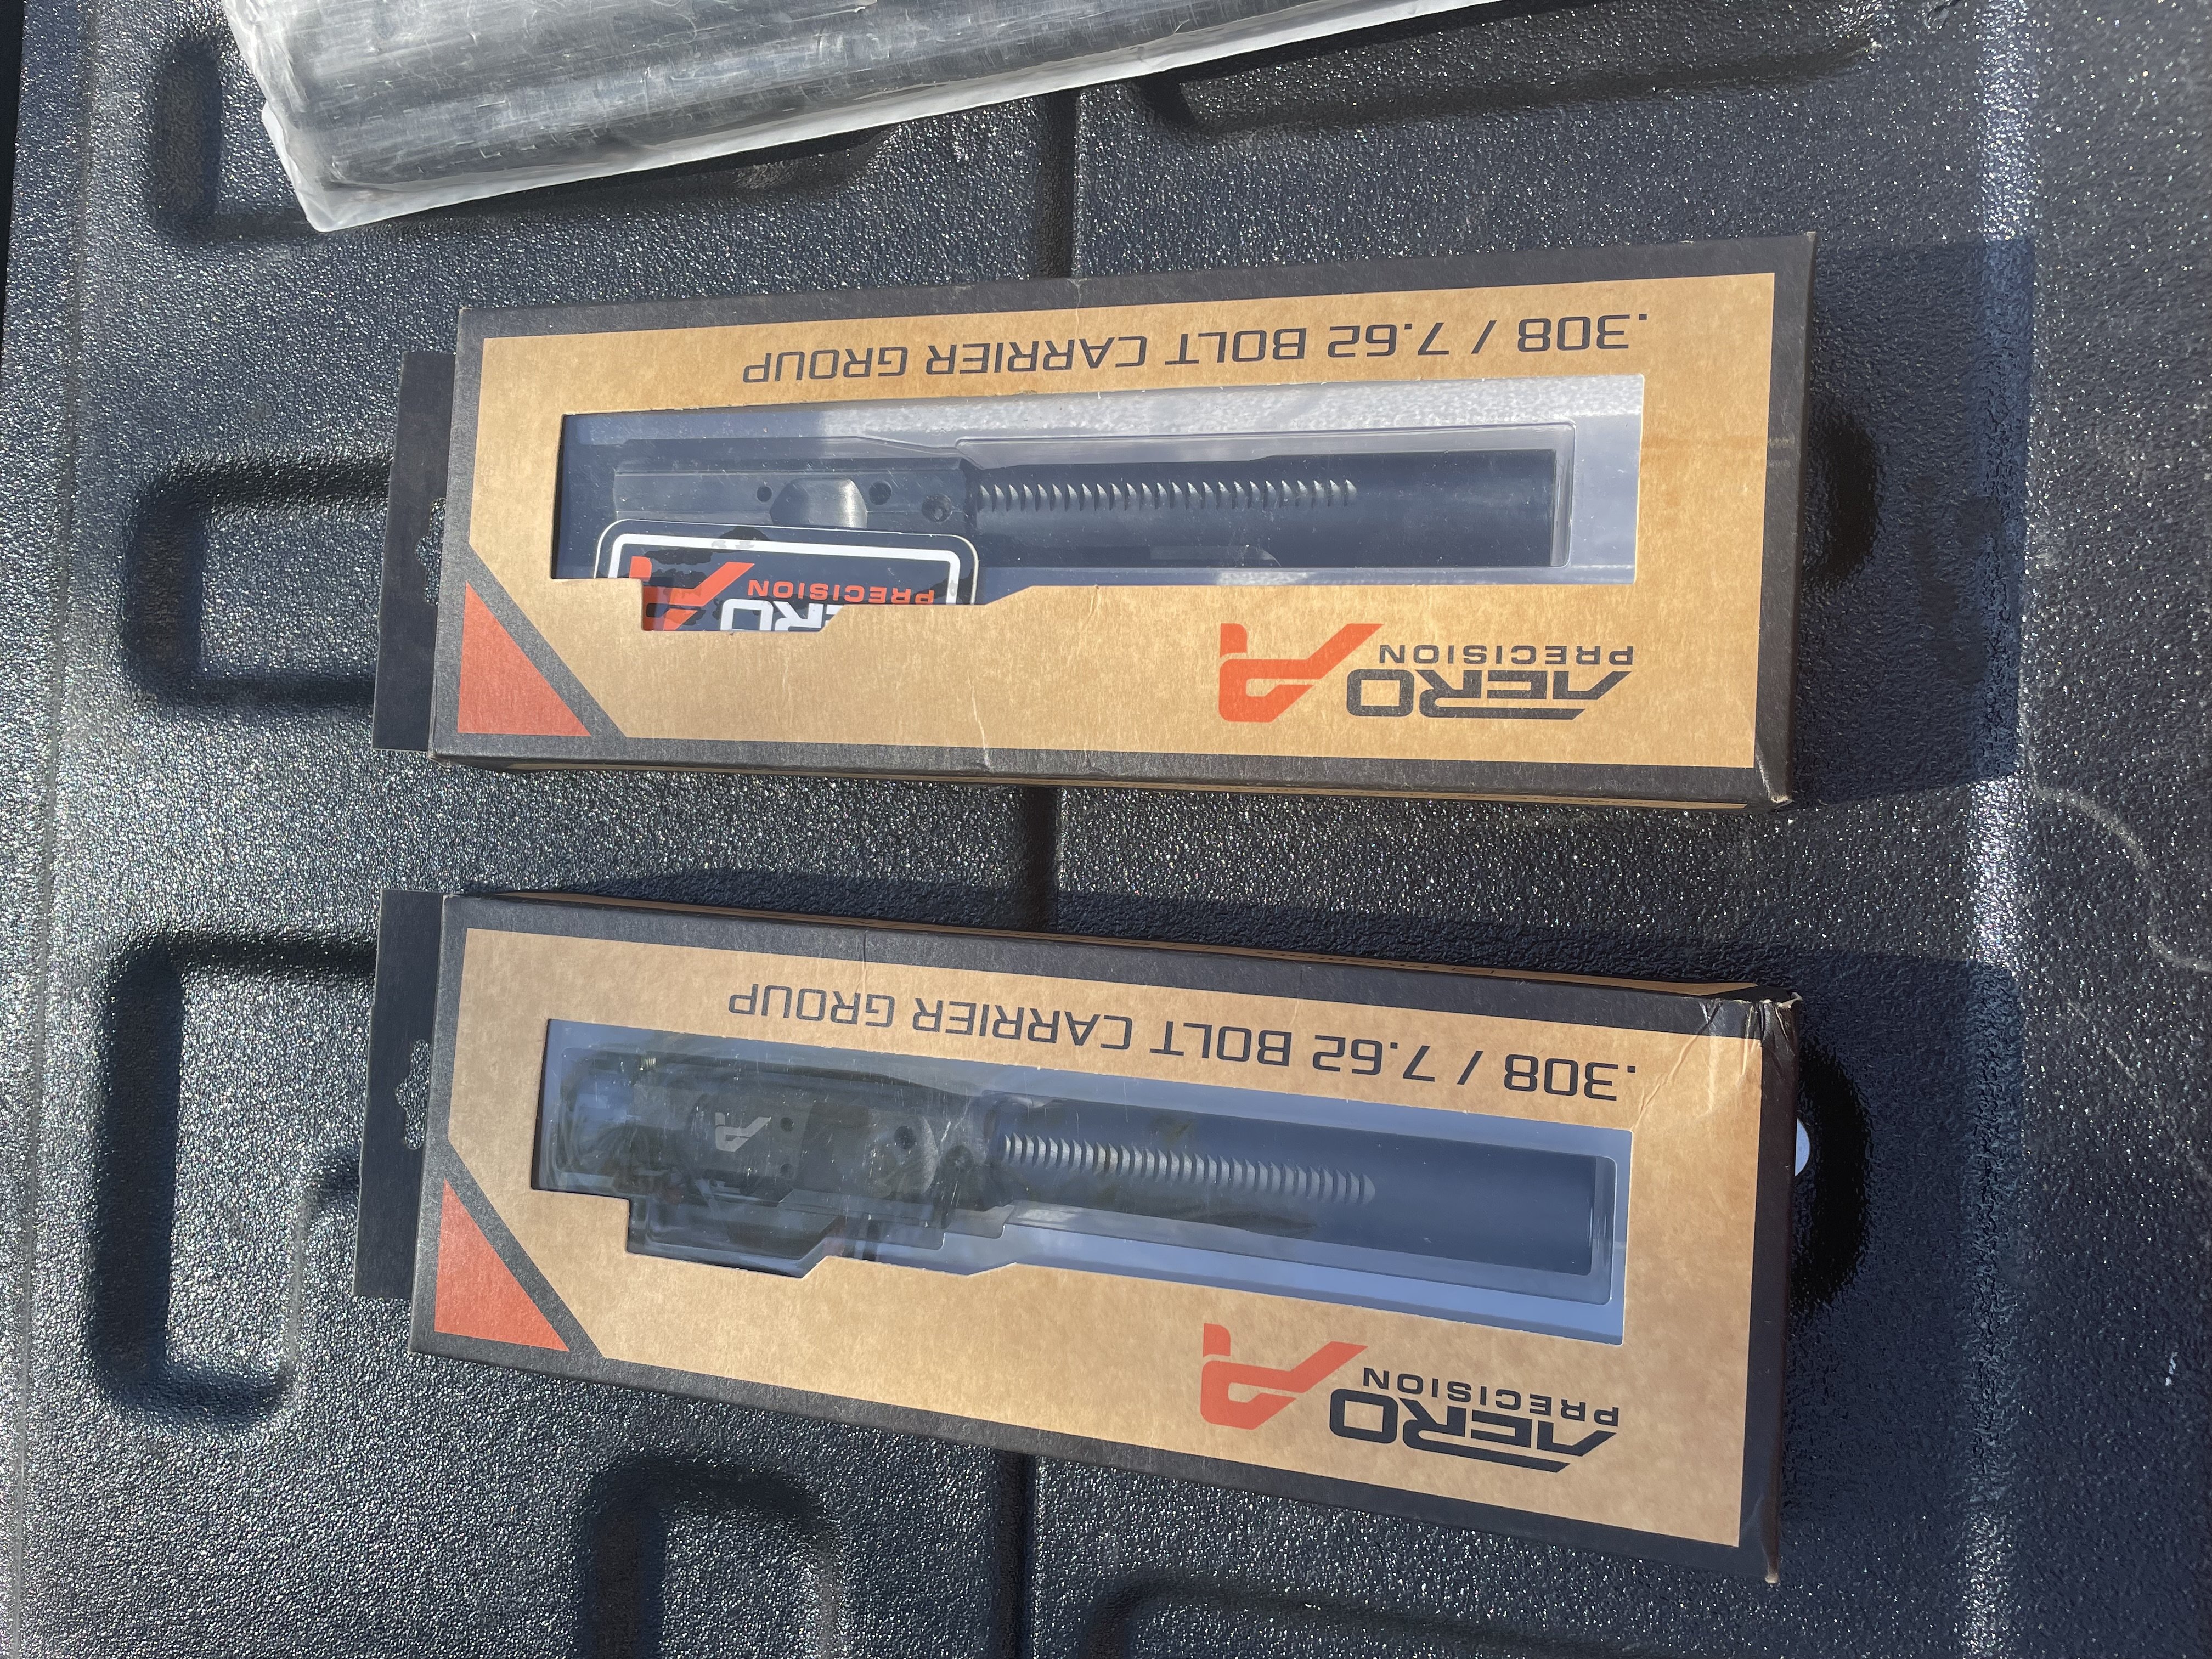 .308 / 7.62 BOLT CARRIER GROUP
AERO
PRECISION
AERO
PRECISION
.308 / 7.62 BOLT CARRIER GROUP
AERO
PRECISION